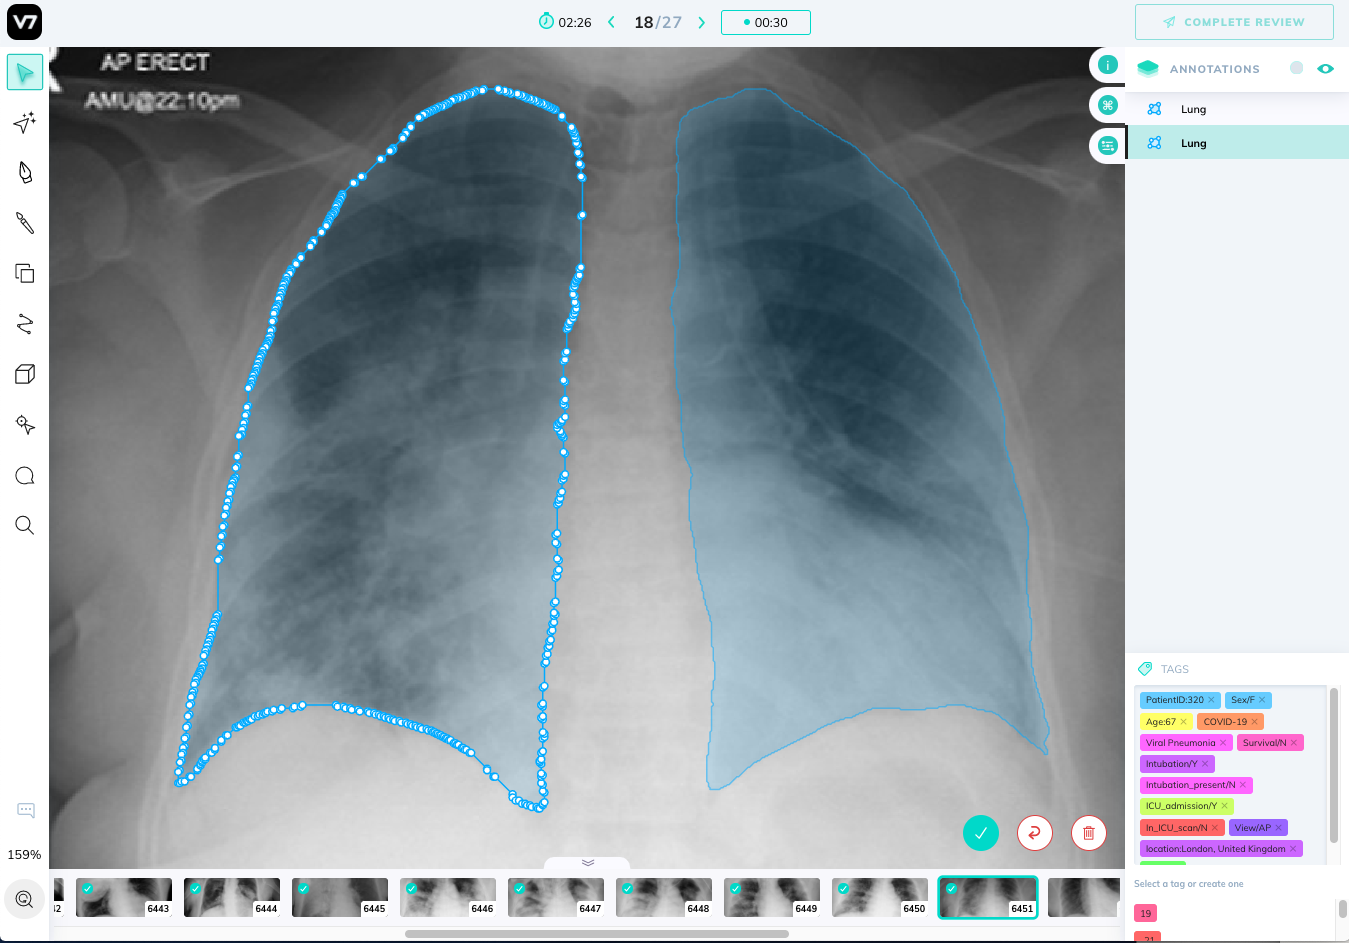 V7
02:26
18/27
00:30
COMPLETE REVIEW
AP ERECT
AMU@22:10pm
i
ANNOTATIONS
Lung
Lung
159%
TAGS
PatientID:320
Sex/F
Age:67
COVID-19
Viral Pneumonia
Survival/N
Intubation/Y
Intubation_present/N
ICU_admission/Y
In_ICU_scan/N
View/AP
location:London, United Kingdom
Select a tag or create one
19
6443
6444
6445
6446
6447
6448
6449
6450
6451